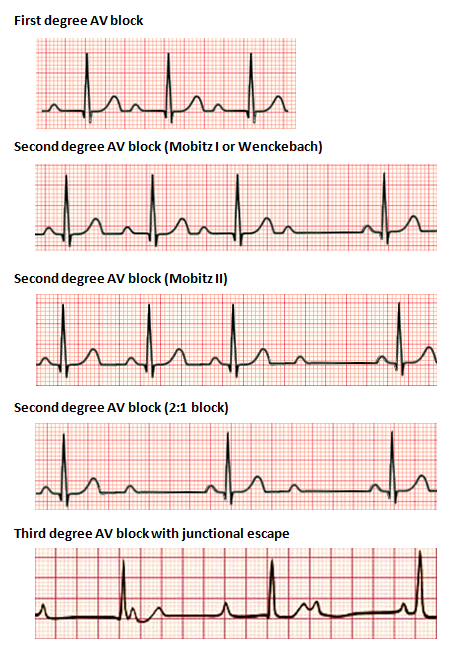 First degree AV block
Second degree AV block (Mobitz I or Wenckebach)
Second degree AV block (Mobitz II)
Second degree AV block (2:1 block)
Third degree AV block with junctional escape